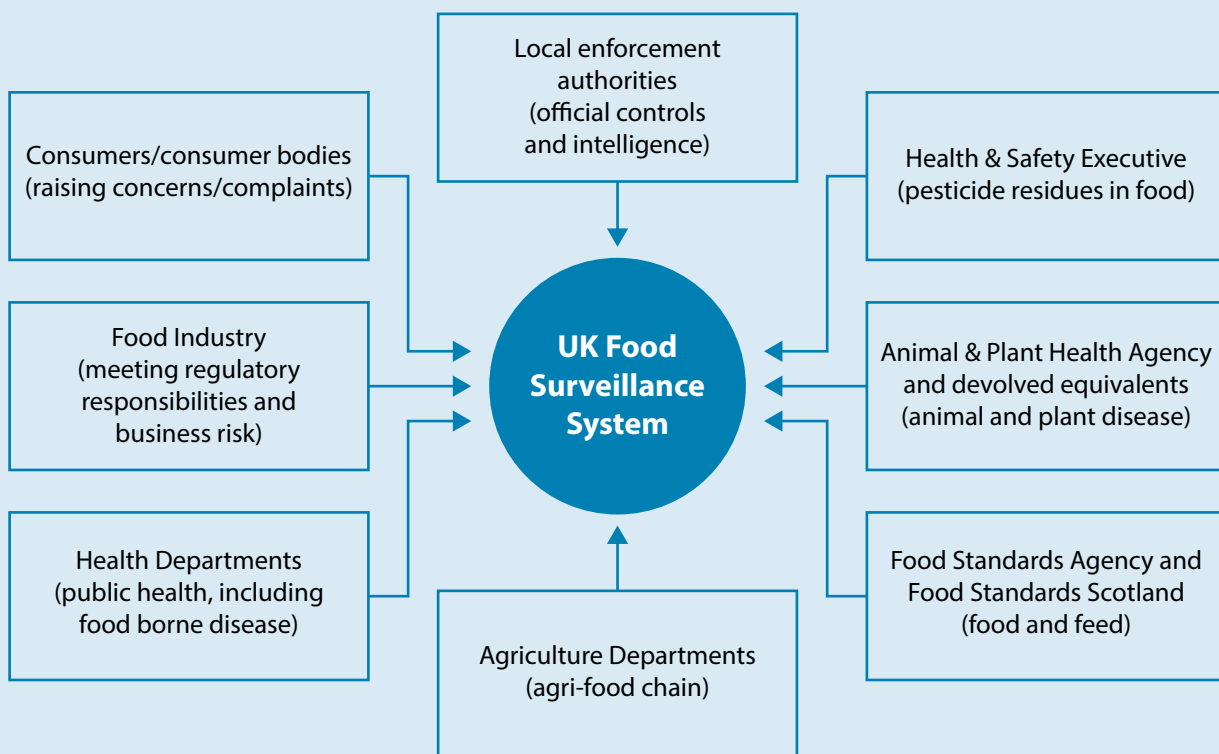 Local enforcement
authorities
(official controls
and intelligence)
Consumers/consumer bodies
(raising concerns/complaints)
Health & Safety Executive
(pesticide residues in food)
Food Industry
(meeting regulatory
responsibilities and
business risk)
UK Food
Surveillance
System
Animal & Plant Health Agency
and devolved equivalents
(animal and plant disease)
Health Departments
(public health, including
food borne disease)
Agriculture Departments
(agri-food chain)
Food Standards Agency and
Food Standards Scotland
(food and feed)